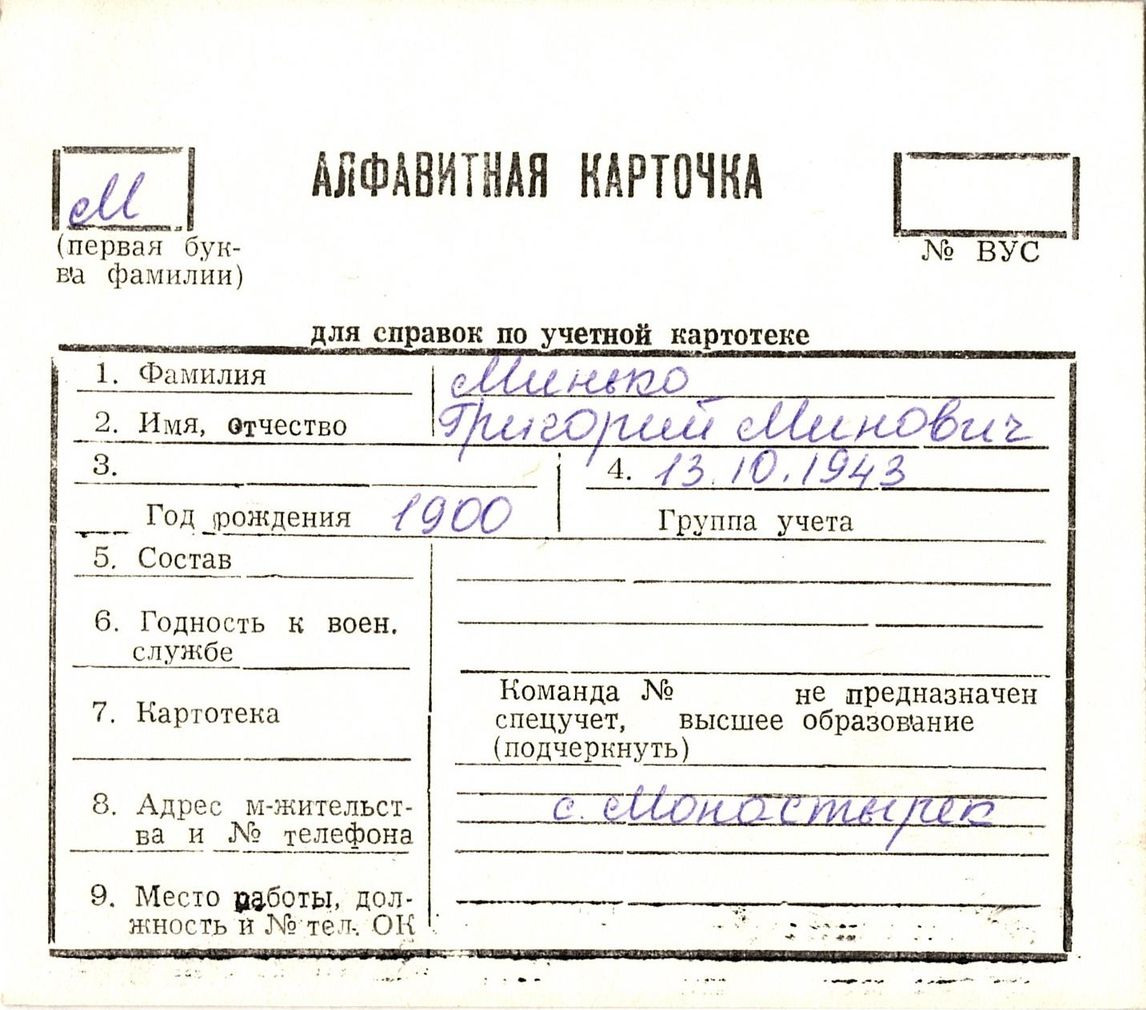 АЛФАВИТНАЯ КАРТОЧКА
М
(первая бук-
ва фамилии)
№ ВУС
для справок по учетной картотеке
1. Фамилия Минько
2. Имя, отчество Григорий Минович
3. 4. 13.10.1943
Год рождения 1900 Группа учета
5. Состав
6. Годность к воен.
службе
7. Картотека
Команда № не предназначен
спецучет, высшее образование
(подчеркнуть)
8. Адрес м-жительст-
ва и № телефона
с. Монастырек
9. Место работы, дол-
жность и № тел. ОК